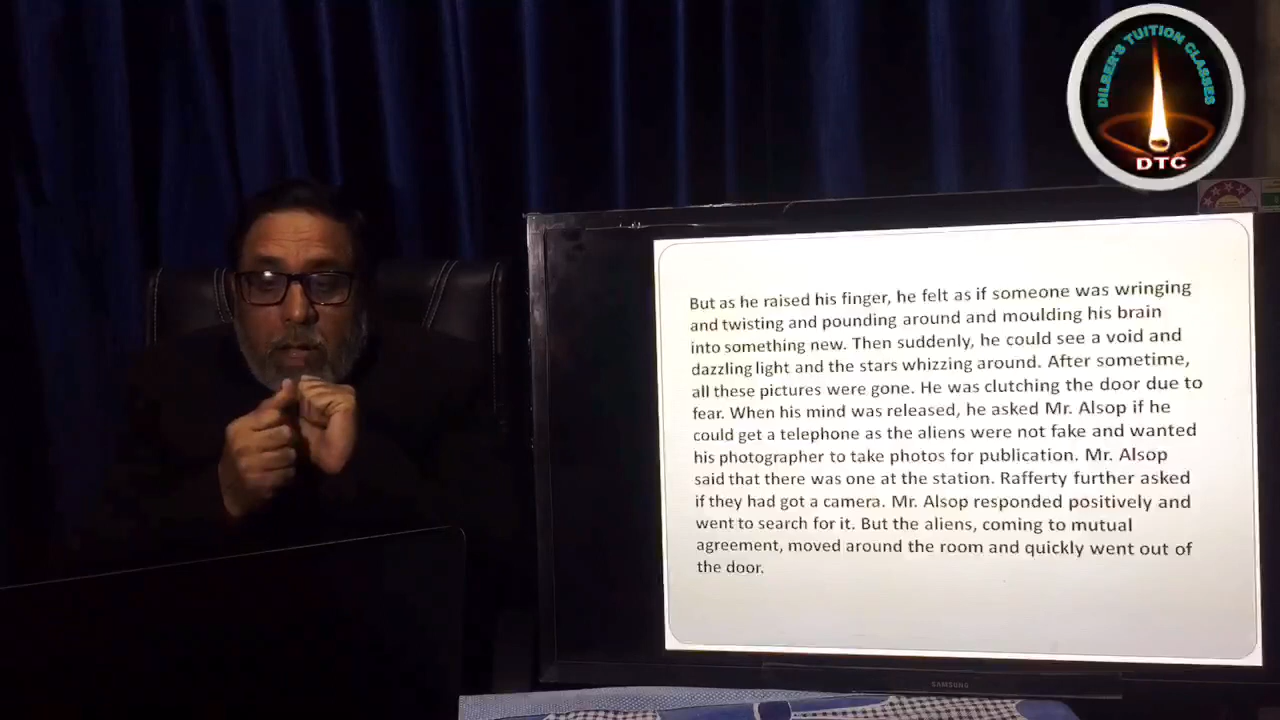 DILBER'S TUITION CLASSES
DTC
But as he raised his finger, he felt as if someone was wringing
and twisting and pounding around and moulding his brain
into something new. Then suddenly, he could see a void and
dazzling light and the stars whizzing around. After sometime,
all these pictures were gone. He was clutching the door due to
fear. When his mind was released, he asked Mr. Alsop if he
could get a telephone as the aliens were not fake and wanted
his photographer to take photos for publication. Mr. Alsop
said that there was one at the station. Rafferty further asked
if they had got a camera. Mr. Alsop responded positively and
went to search for it. But the aliens, coming to mutual
agreement, moved around the room and quickly went out of
the door.
SAMSUNG